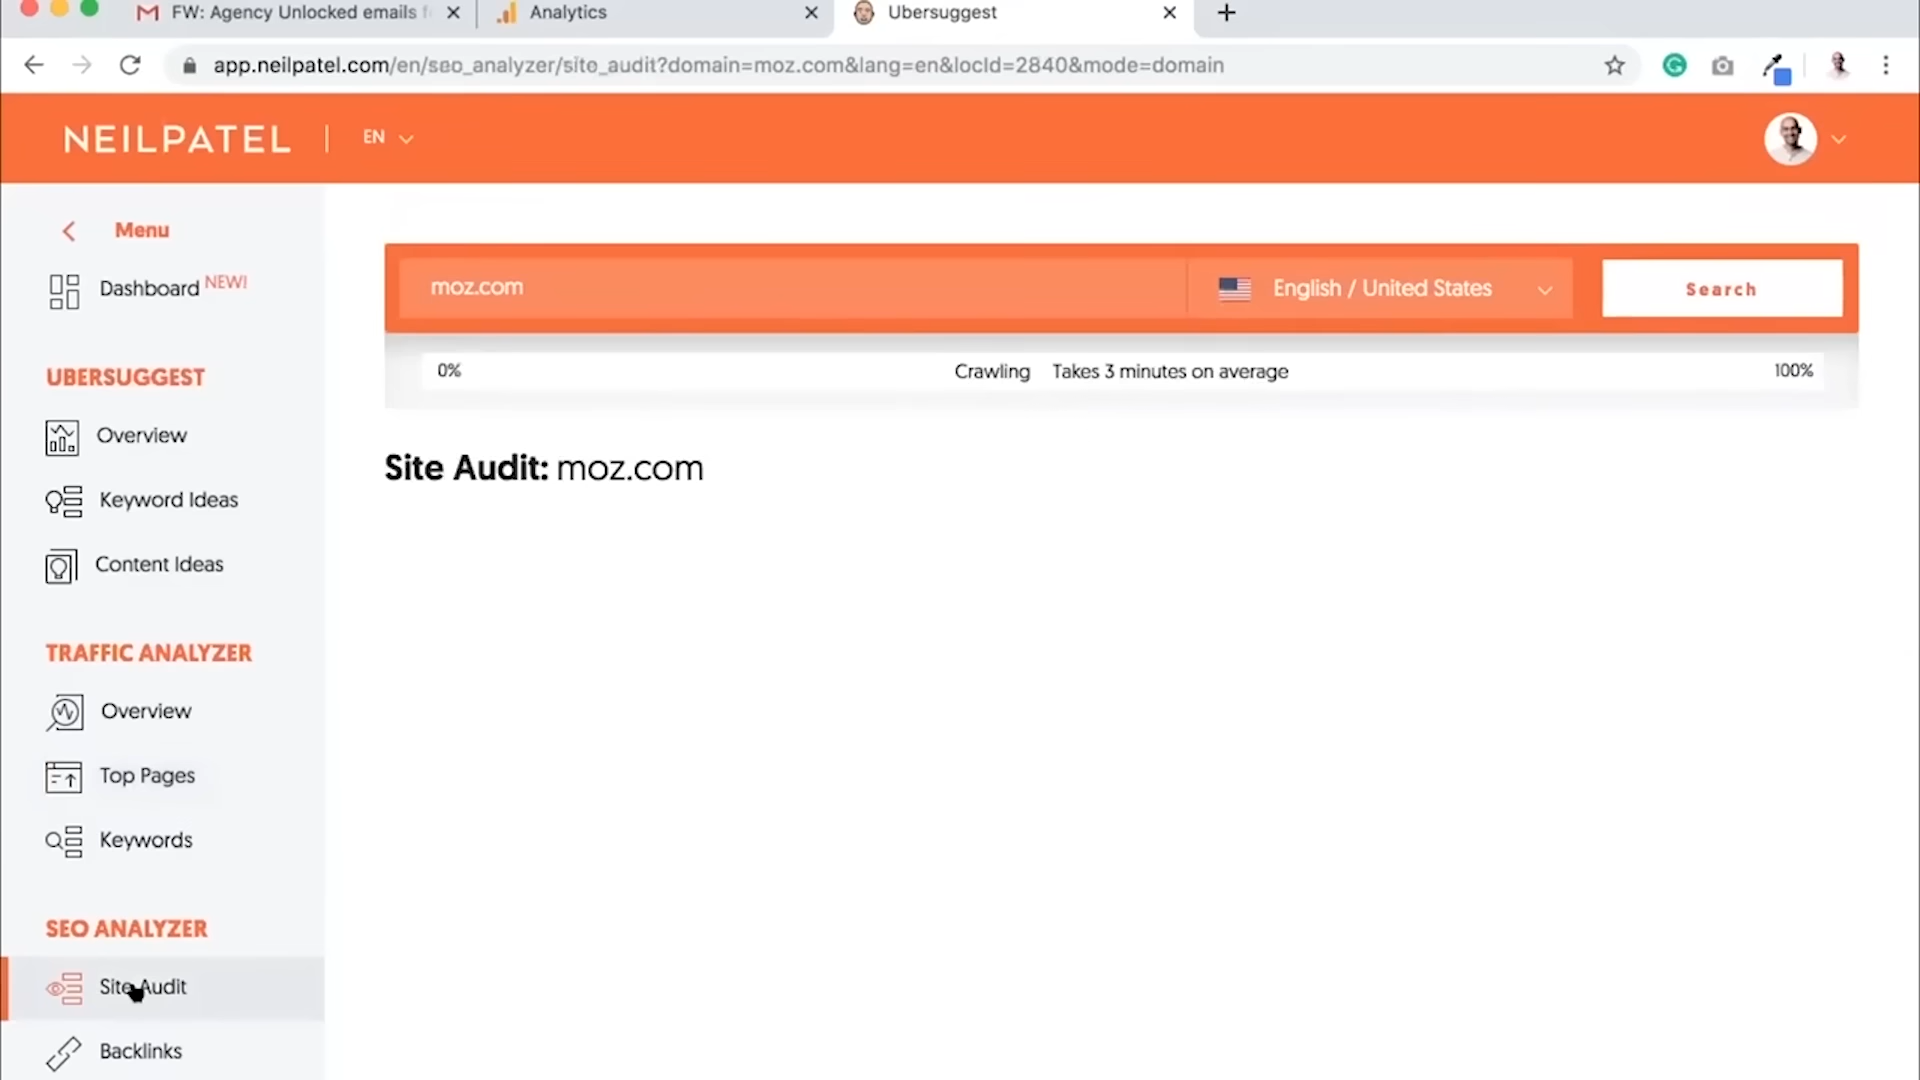 FW: Agency Unlocked emails f
Analytics
Ubersuggest
app.neilpatel.com/en/seo_analyzer/site_audit?domain=moz.com&lang=en&locId=2840&mode=domain
NEILPATEL
EN
Menu
Dashboard NEW!
UBERSUGGEST
Overview
Keyword Ideas
Content Ideas
TRAFFIC ANALYZER
Overview
Top Pages
Keywords
SEO ANALYZER
Site Audit
Backlinks
moz.com
English / United States
Search
0%
Crawling Takes 3 minutes on average
100%
Site Audit: moz.com